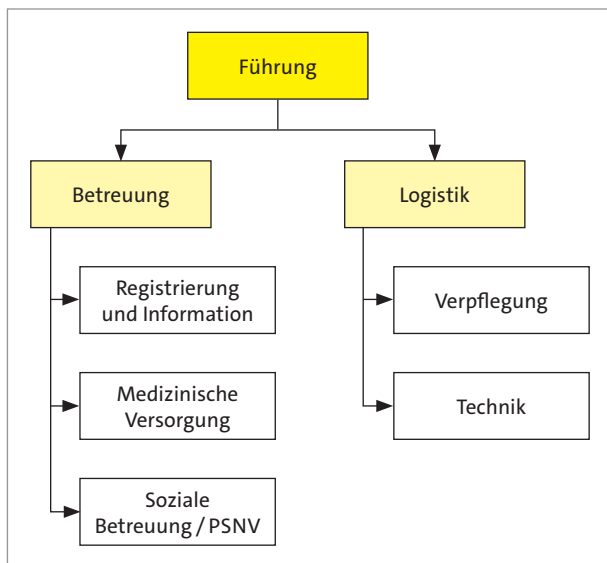 Führung
Betreuung
Logistik
Registrierung
und Information
Verpflegung
Medizinische
Versorgung
Technik
Soziale
Betreuung / PSNV